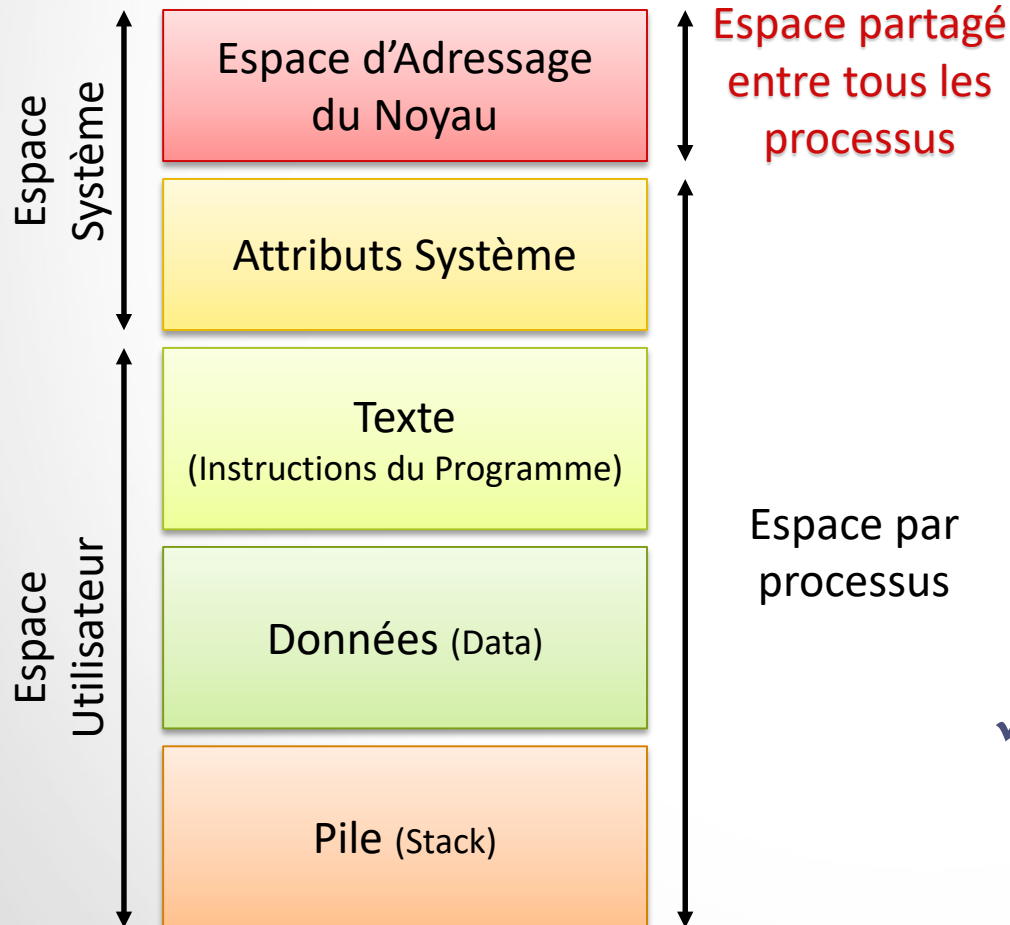 Espace
Système
Espace d’Adressage
du Noyau
Espace partagé
entre tous les
processus
Attributs Système
Espace
Utilisateur
Texte
(Instructions du Programme)
Données (Data)
Pile (Stack)
Espace par
processus